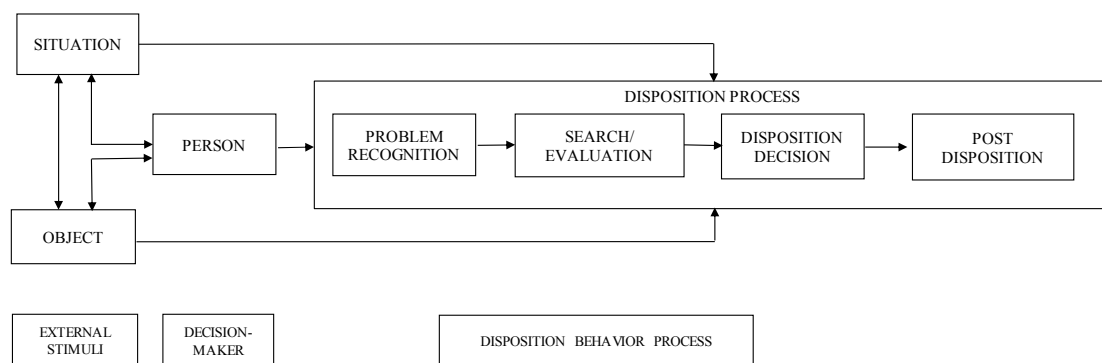 SITUATION
DISPOSITION PROCESS
PERSON
PROBLEM
RECOGNITION
SEARCH/
EVALUATION
DISPOSITION
DECISION
POST
DISPOSITION
OBJECT
EXTERNAL
STIMULI
DECISION-
MAKER
DISPOSITION BEHAVIOR PROCESS